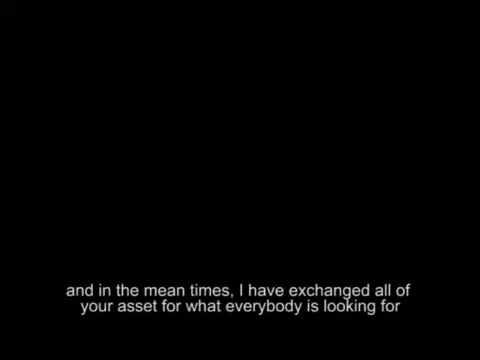 and in the mean times, I have exchanged all of
your asset for what everybody is looking for